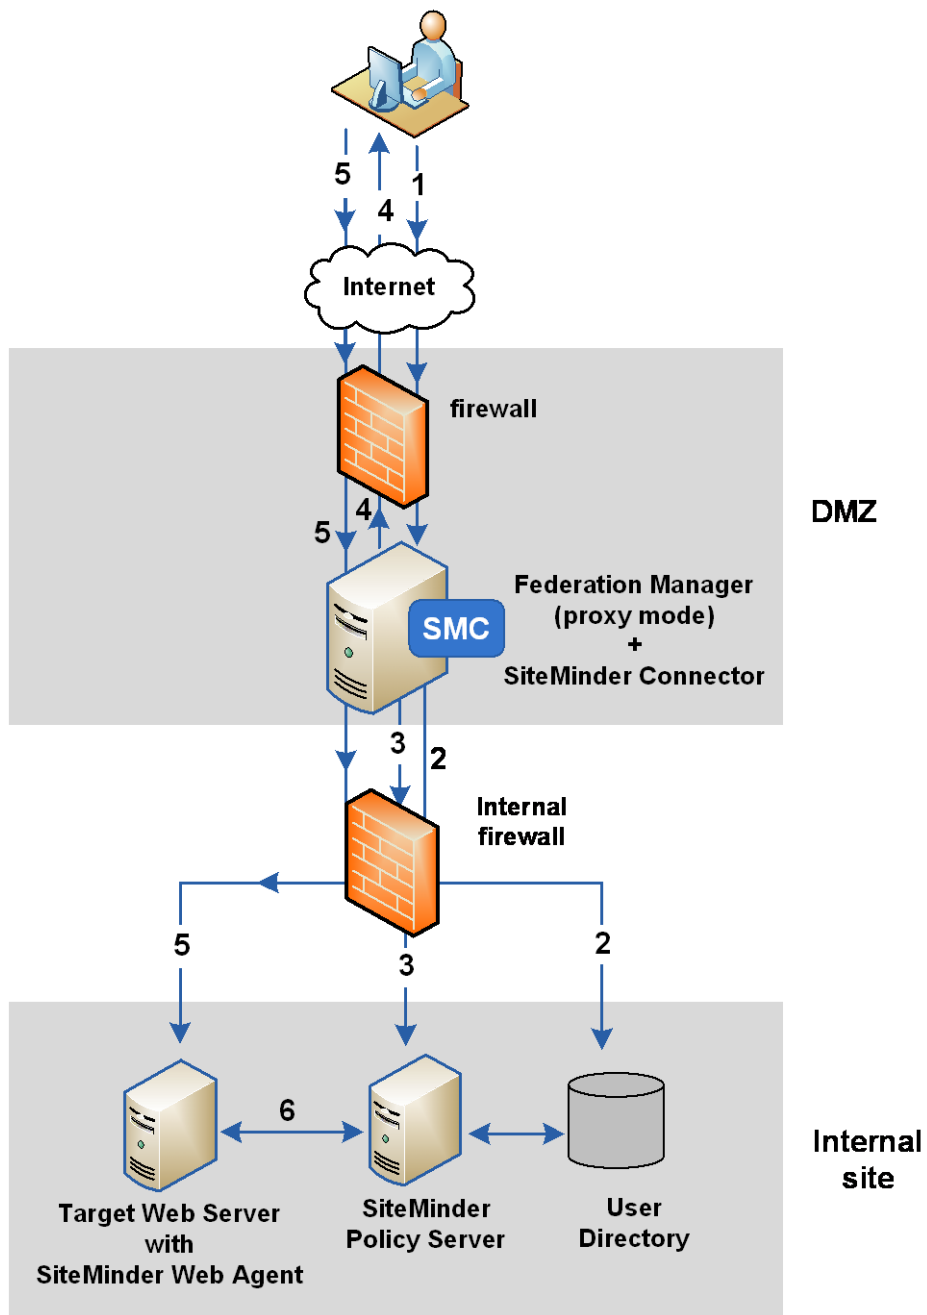 5
1
4
Internet
firewall
4
5
DMZ
Federation Manager
(proxy mode)
+
SiteMinder Connector
SMC
3
2
Internal
firewall
5
3
2
6
Target Web Server
with
SiteMinder Web Agent
SiteMinder
Policy Server
User
Directory
Internal
site